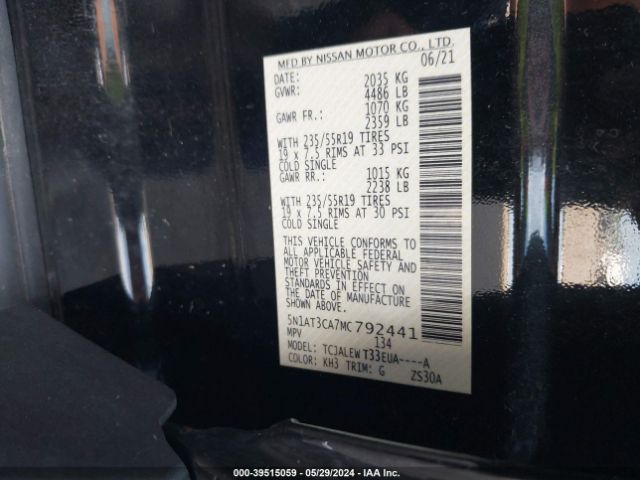 MFD BY NISSAN MOTOR CO., LTD.
DATE: 06/21
GVWR: 2035 KG
4486 LB
GAWR FR.: 1070 KG
2359 LB
WITH 235/55R19 TIRES
19 x 7.5 RIMS AT 33 PSI
COLD SINGLE
GAWR RR.: 1015 KG
2238 LB
WITH 235/55R19 TIRES
19 x 7.5 RIMS AT 30 PSI
COLD SINGLE
THIS VEHICLE CONFORMS TO
ALL APPLICABLE FEDERAL
MOTOR VEHICLE SAFETY AND
THEFT PREVENTION
STANDARDS IN EFFECT ON
THE DATE OF MANUFACTURE
SHOWN ABOVE.
5N1AT3CA7MC792441
MPV 134
MODEL: TCJALEWT33EUA----A
COLOR: KH3 TRIM: G ZS30A
000-39515059 - 05/29/2024 - IAA Inc.